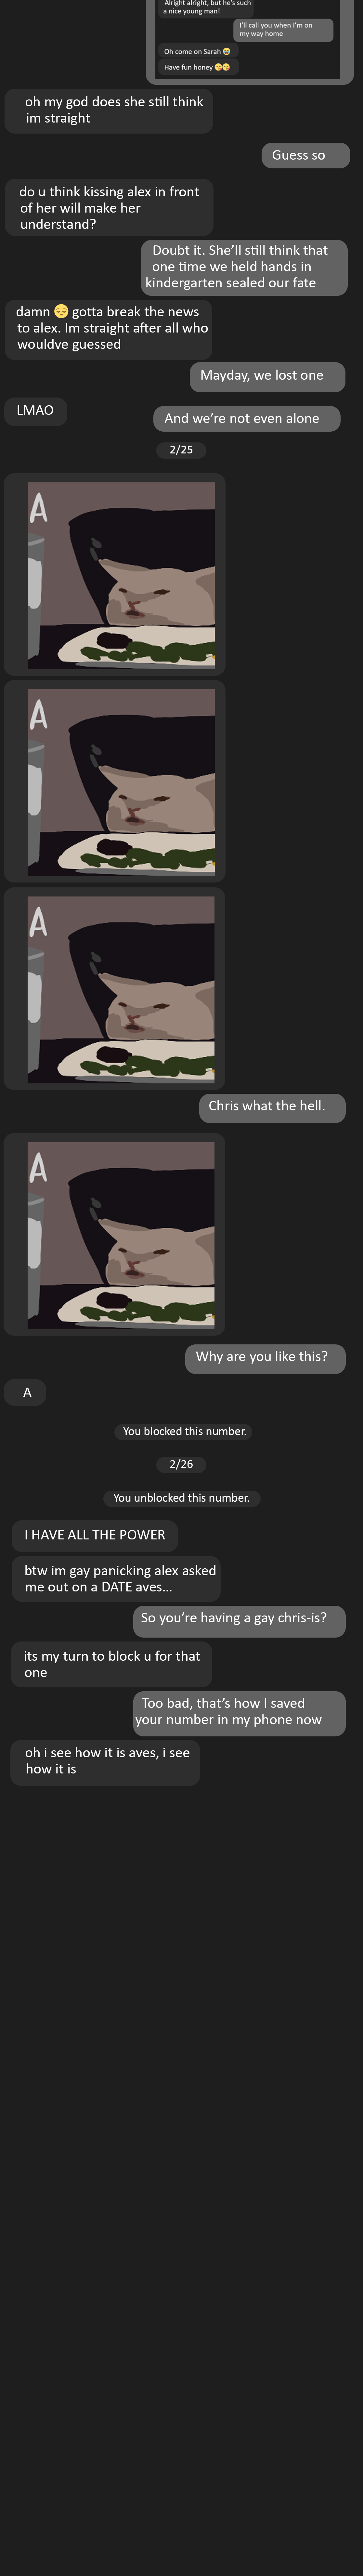 Alright alright, but he's such
a nice young man!
I'll call you when I'm on
my way home
Oh come on Sarah 😄
Have fun honey 😘😘
oh my god does she still think
im straight
Guess so
do u think kissing alex in front
of her will make her
understand?
Doubt it. She'll still think that
one time we held hands in
kindergarten sealed our fate
damn 😔 gotta break the news
to alex. Im straight after all who
wouldve guessed
Mayday, we lost one
LMAO
And we're not even alone
2/25
A
A
A
Chris what the hell.
A
Why are you like this?
A
You blocked this number.
2/26
You unblocked this number.
I HAVE ALL THE POWER
btw im gay panicking alex asked
me out on a DATE aves...
So you're having a gay chris-is?
its my turn to block u for that
one
Too bad, that's how I saved
your number in my phone now
oh i see how it is aves, i see
how it is